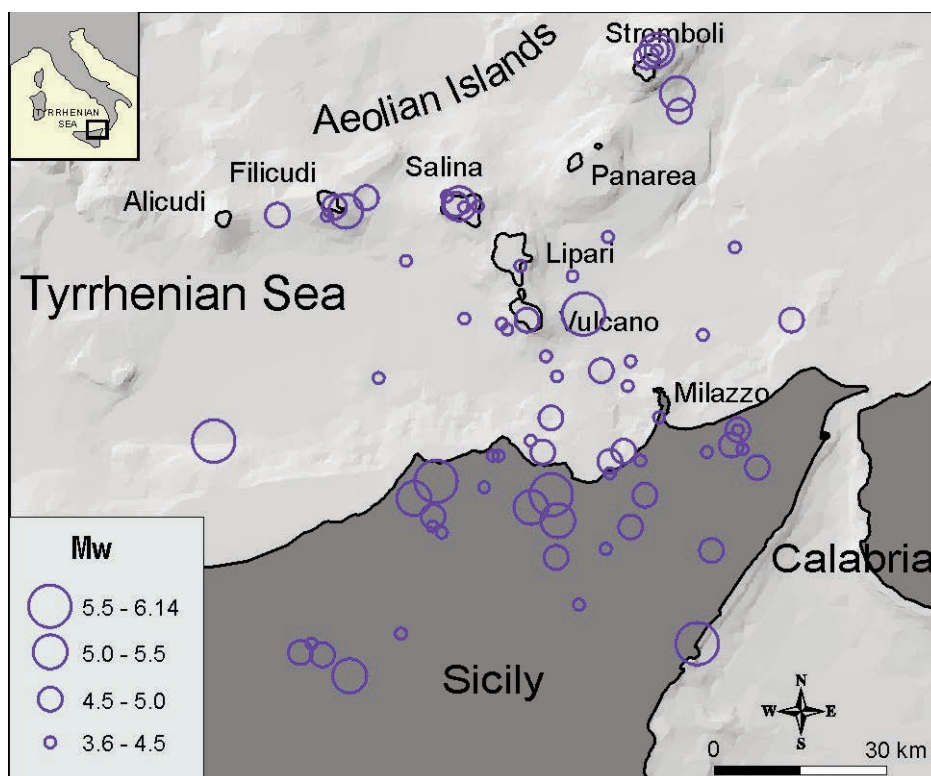 TYRRHENIAN
SEA
Stromboli
Aeolian Islands
Panarea
Salina
Filicudi
Alicudi
Lipari
Tyrrhenian Sea
Vulcano
Milazzo
Mw
5.5 - 6.14
5.0 - 5.5
4.5 - 5.0
3.6 - 4.5
Calabria
Sicily
N
W E
S
0 30 km